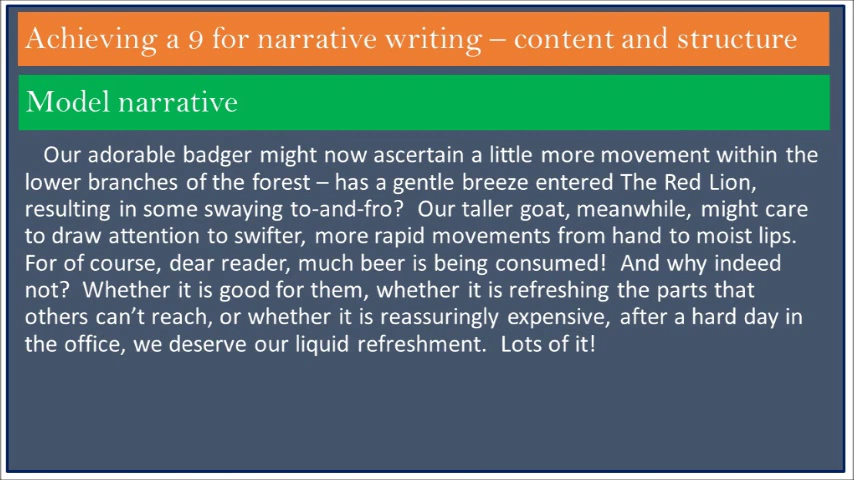 Achieving a 9 for narrative writing – content and structure
Model narrative
Our adorable badger might now ascertain a little more movement within the
lower branches of the forest – has a gentle breeze entered The Red Lion,
resulting in some swaying to-and-fro?  Our taller goat, meanwhile, might care
to draw attention to swifter, more rapid movements from hand to moist lips.
For of course, dear reader, much beer is being consumed!  And why indeed
not?  Whether it is good for them, whether it is refreshing the parts that
others can’t reach, or whether it is reassuringly expensive, after a hard day in
the office, we deserve our liquid refreshment.  Lots of it!